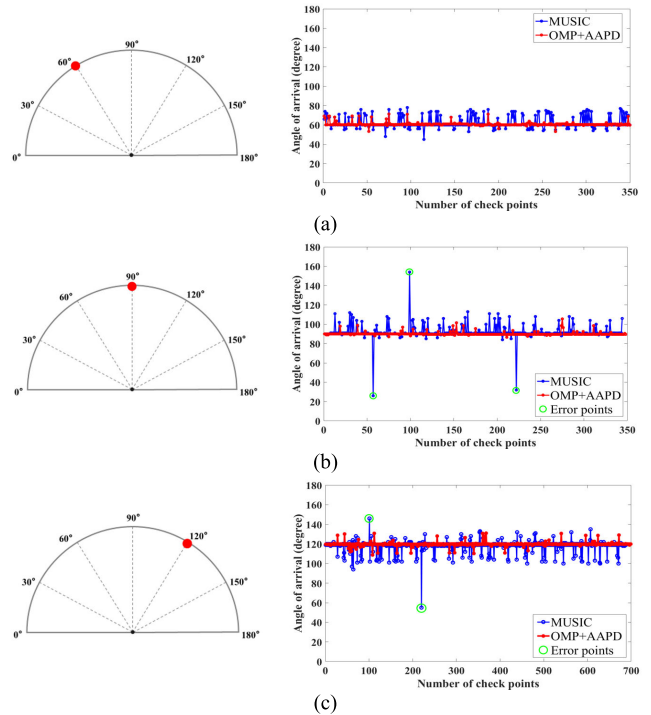 90°
60°
120°
30°
150°
0°
180°
Angle of arrival (degree)
180
160
140
120
100
80
60
40
20
0
0 50 100 150 200 250 300 350
Number of check points
MUSIC
OMP+AAPD
(a)
90°
60°
120°
30°
150°
0°
180°
Angle of arrival (degree)
180
160
140
120
100
80
60
40
20
0
0 50 100 150 200 250 300 350
Number of check points
MUSIC
OMP+AAPD
Error points
(b)
90°
60°
120°
30°
150°
0°
180°
Angle of arrival (degree)
180
160
140
120
100
80
60
40
20
0
0 100 200 300 400 500 600 700
Number of check points
MUSIC
OMP+AAPD
Error points
(c)